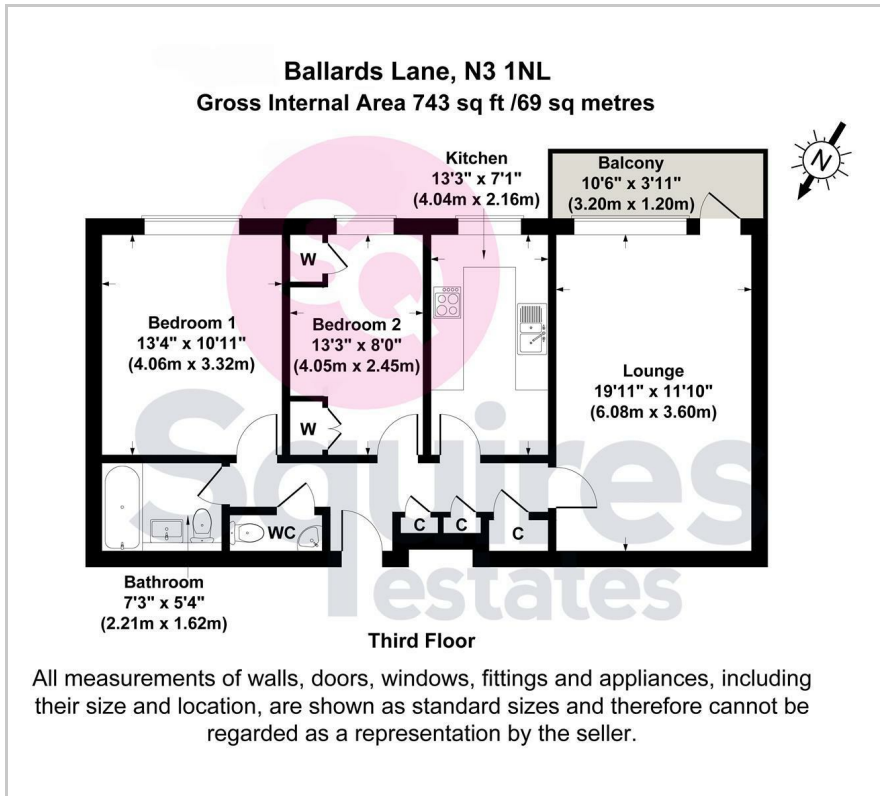 Ballards Lane, N3 1NL
Gross Internal Area 743 sq ft /69 sq metres
Kitchen
13'3" x 7'1"
(4.04m x 2.16m)
Balcony
10'6" x 3'11"
(3.20m x 1.20m)
N
W
Bedroom 1
13'4" x 10'11"
(4.06m x 3.32m)
Bedroom 2
13'3" x 8'0"
(4.05m x 2.45m)
Lounge
19'11" x 11'10"
(6.08m x 3.60m)
W
WC
C
C
C
Bathroom
7'3" x 5'4"
(2.21m x 1.62m)
SQ
Squires
estates
Third Floor
All measurements of walls, doors, windows, fittings and appliances, including
their size and location, are shown as standard sizes and therefore cannot be
regarded as a representation by the seller.